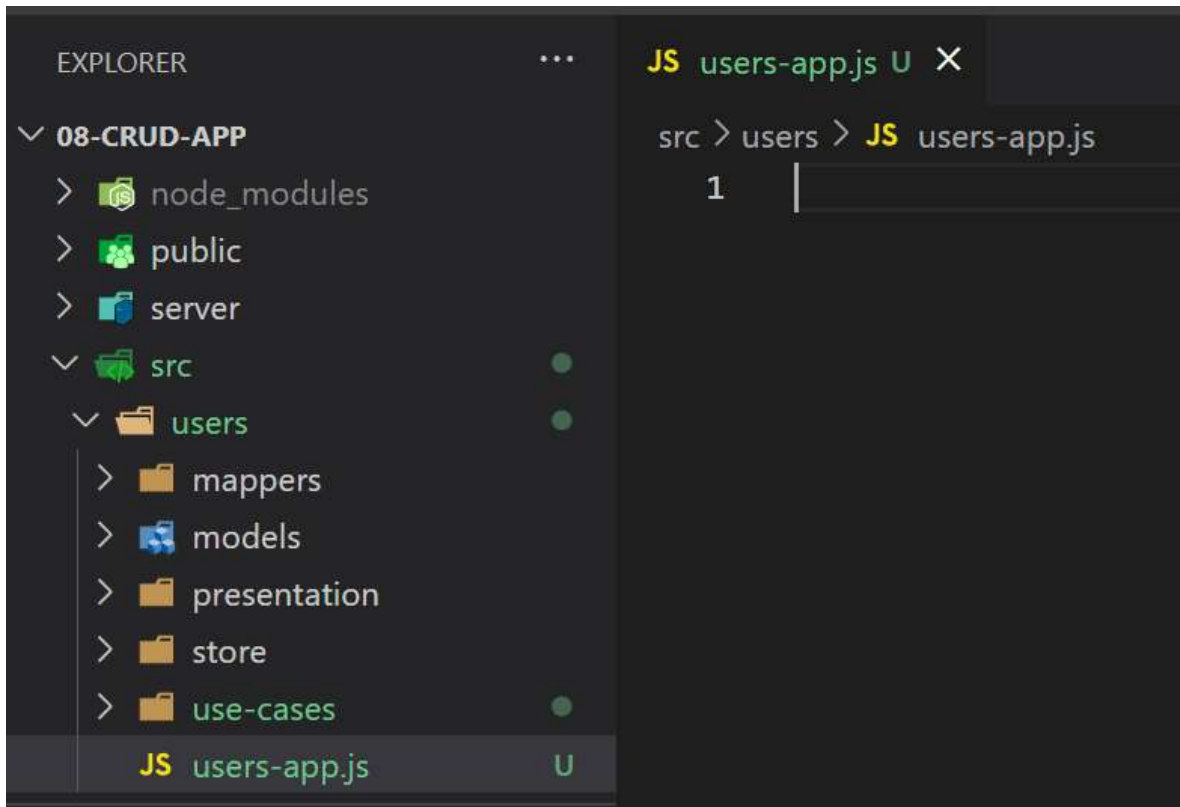 EXPLORER ...
08-CRUD-APP
node_modules
public
server
src
users
mappers
models
presentation
store
use-cases
JS users-app.js U
JS users-app.js U
src > users > JS users-app.js
1